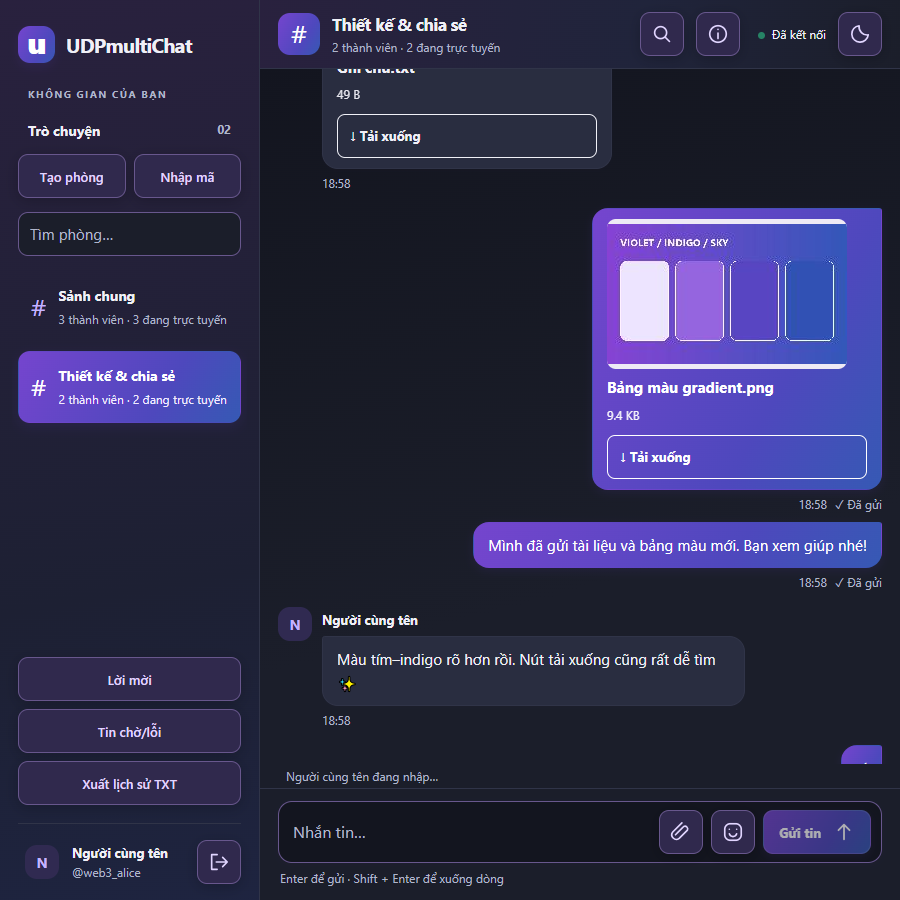 u UDPmultiChat
KHÔNG GIAN CỦA BẠN
Trò chuyện 02
Tạo phòng Nhập mã
Tìm phòng...
# Sảnh chung
3 thành viên · 3 đang trực tuyến
# Thiết kế & chia sẻ
2 thành viên · 2 đang trực tuyến
Lời mời
Tin chờ/lỗi
Xuất lịch sử TXT
N Người cùng tên
@web3_alice
# Thiết kế & chia sẻ
2 thành viên · 2 đang trực tuyến
Đã kết nối
Ghi chú.txt
49 B
↓ Tải xuống
18:58
VIOLET / INDIGO / SKY
Bảng màu gradient.png
9.4 KB
↓ Tải xuống
18:58 ✓ Đã gửi
Mình đã gửi tài liệu và bảng màu mới. Bạn xem giúp nhé!
18:58 ✓ Đã gửi
N Người cùng tên
Màu tím–indigo rõ hơn rồi. Nút tải xuống cũng rất dễ tìm
✨
18:58
Người cùng tên đang nhập...
Nhắn tin...
Gửi tin ↑
Enter để gửi · Shift + Enter để xuống dòng